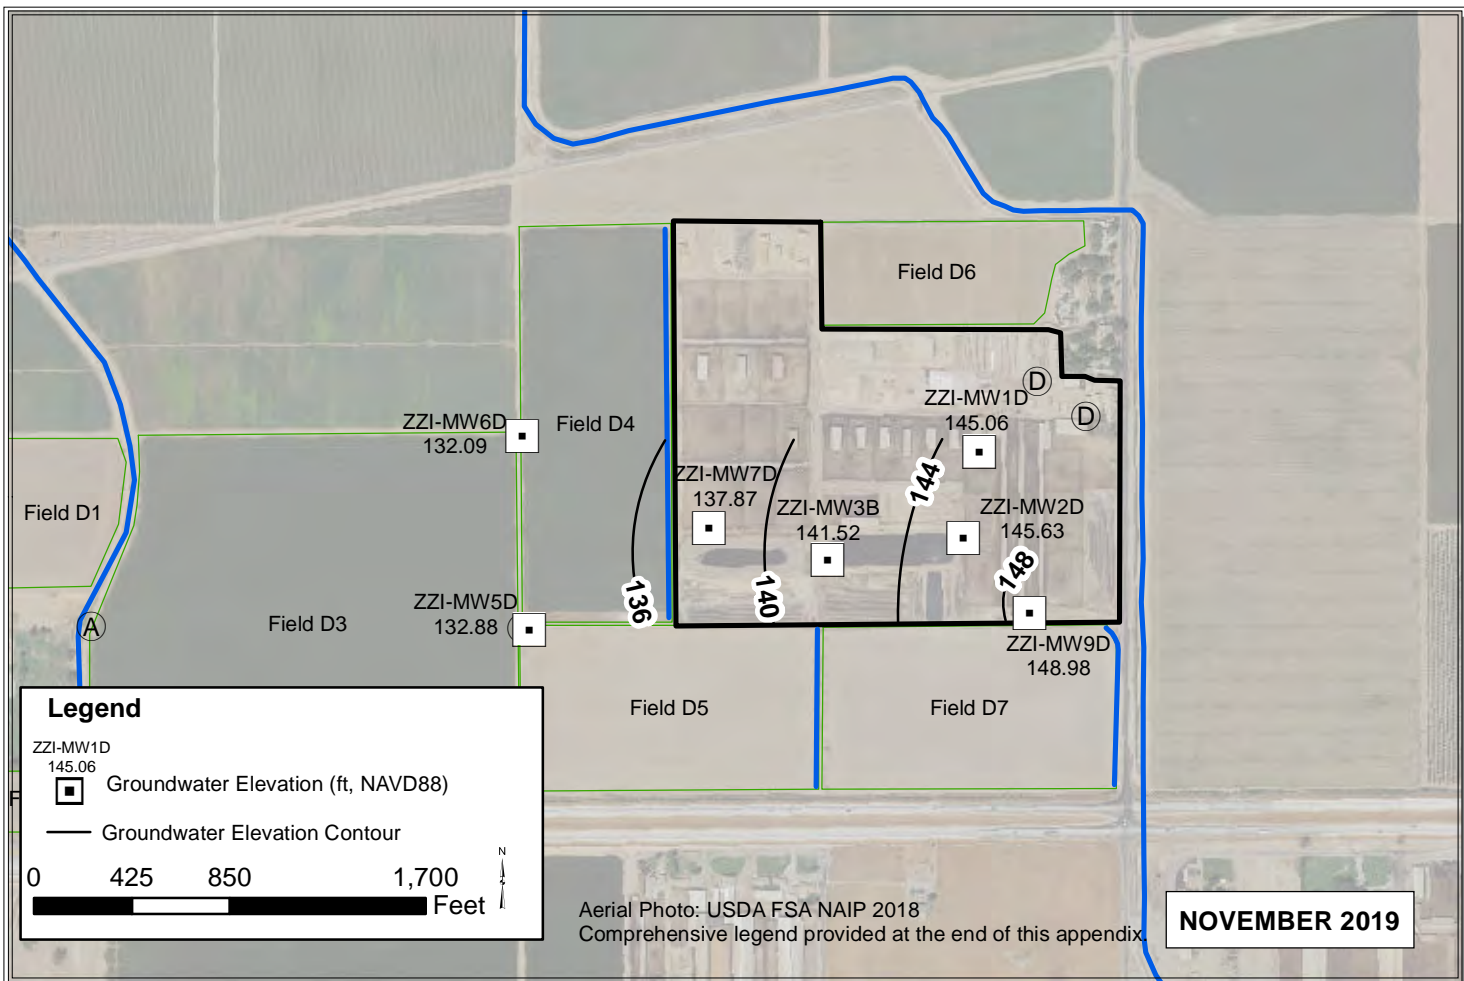 Field D6
D
ZZI-MW1D
145.06
D
ZZI-MW6D
132.09
Field D4
144
ZZI-MW7D
137.87
ZZI-MW3B
141.52
ZZI-MW2D
145.63
Field D1
148
136
140
ZZI-MW5D
132.88
Field D3
A
ZZI-MW9D
148.98
Field D5
Field D7
F
Legend
ZZI-MW1D
145.06
Groundwater Elevation (ft, NAVD88)
Groundwater Elevation Contour
N
0 425 850 1,700
Feet
Aerial Photo: USDA FSA NAIP 2018
Comprehensive legend provided at the end of this appendix.
NOVEMBER 2019